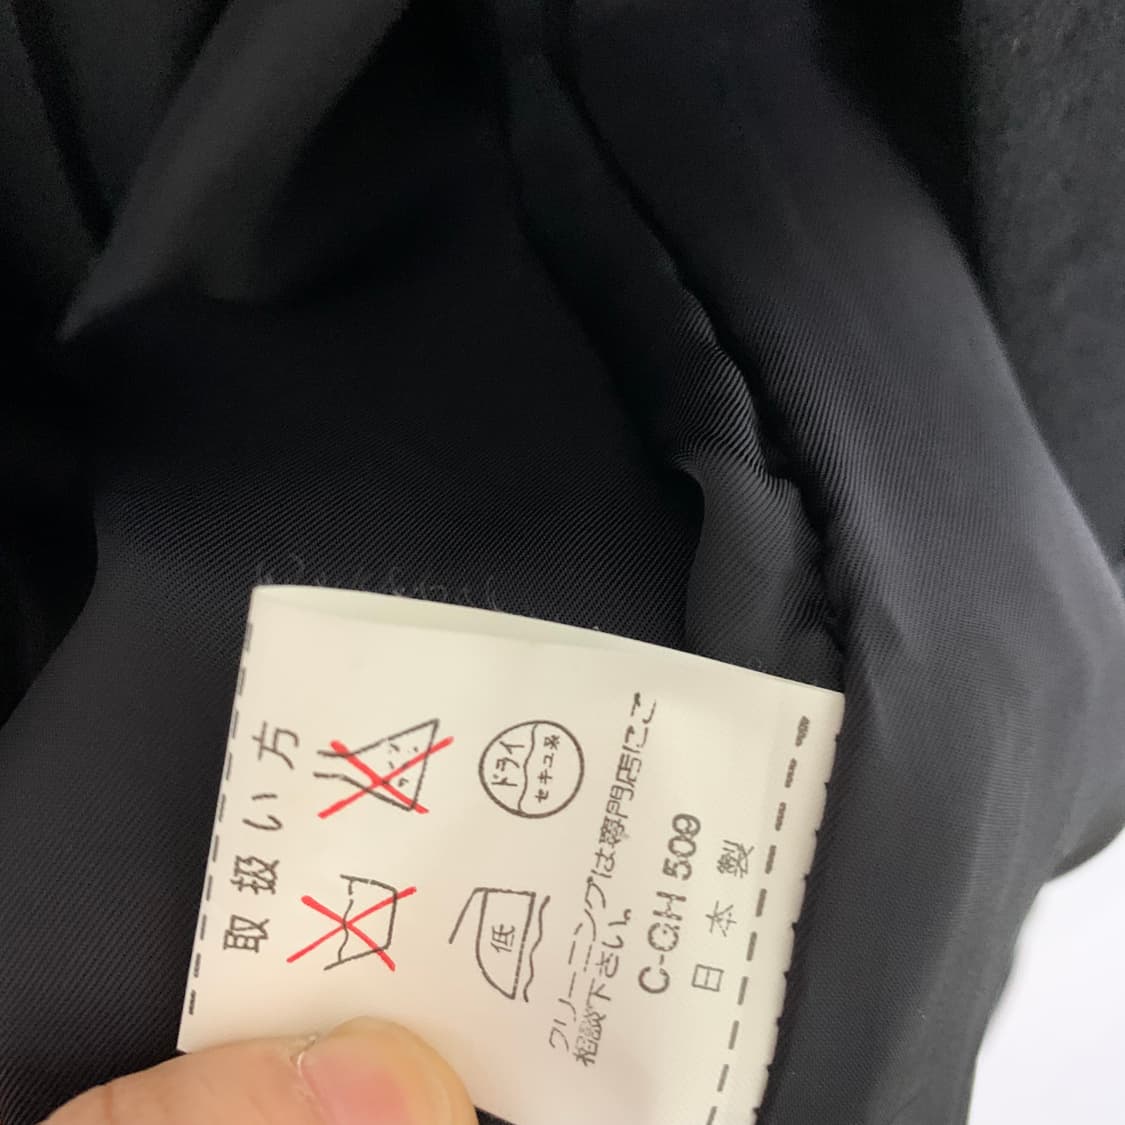 取扱い方
低
ドライ
セキユ系
クリーニングは専門店にご
相談下さい。
C-GH 509
日本製